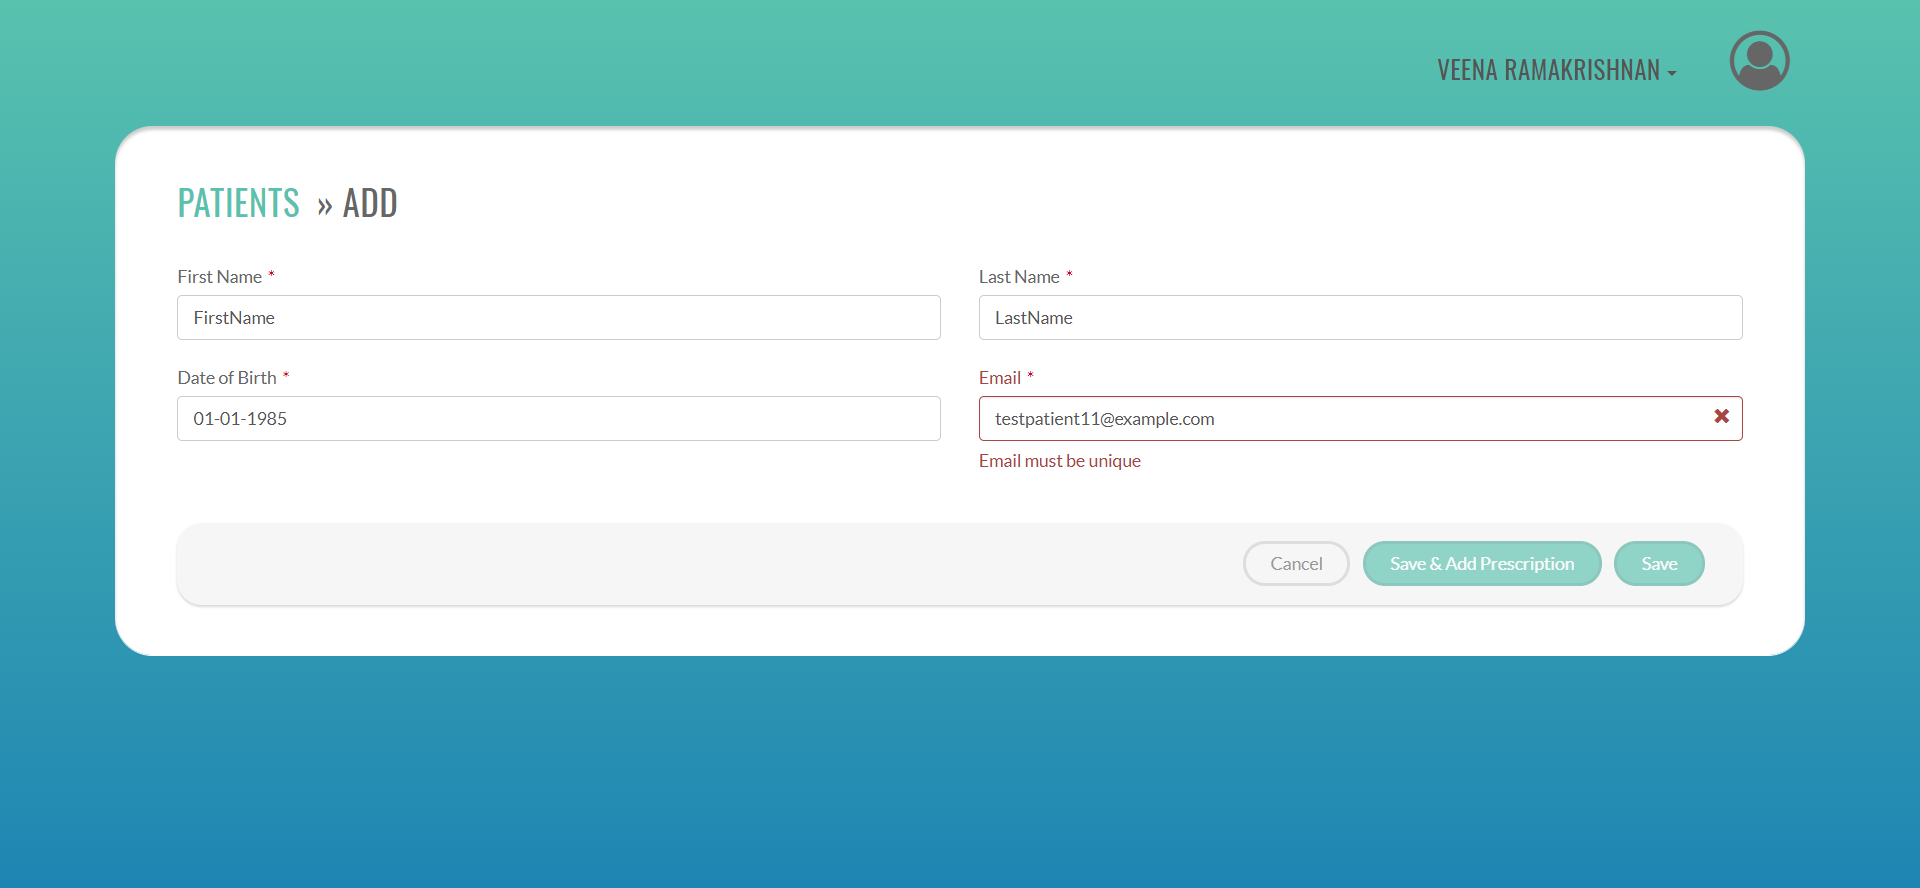 VEENA RAMAKRISHNAN
PATIENTS » ADD
First Name *
Last Name *
FirstName
LastName
Date of Birth *
Email *
01-01-1985
testpatient11@example.com
Email must be unique
Cancel
Save & Add Prescription
Save